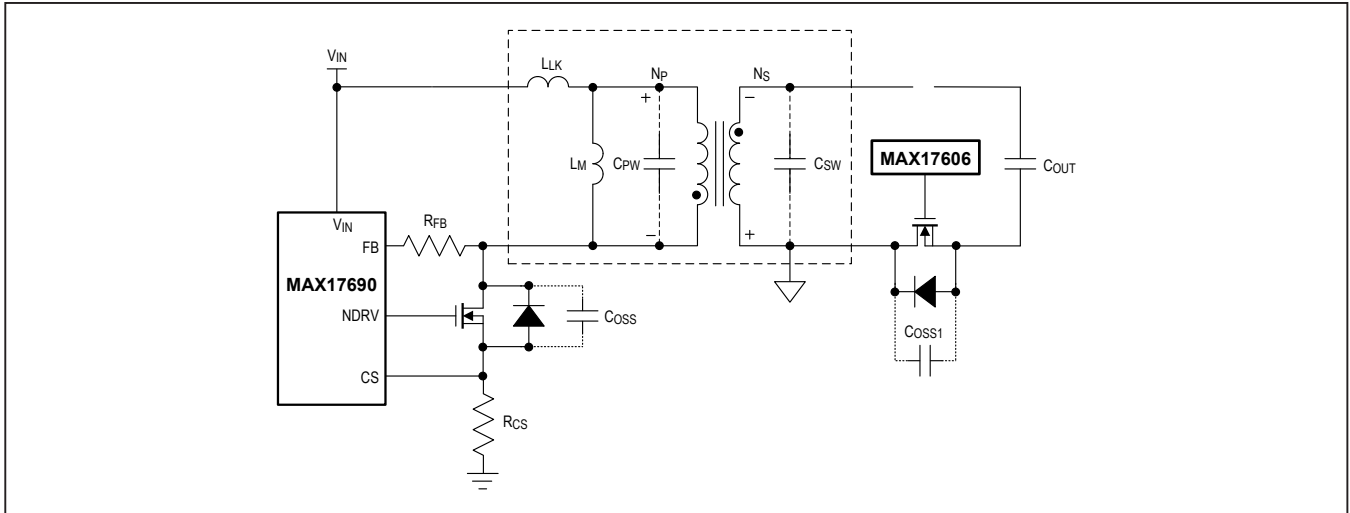 VIN
LLK
NP
NS
+
−
LM
CPW
CSW
MAX17606
COUT
VIN
RFB
FB
−
+
MAX17690
NDRV
COSS
COSS1
CS
RCS